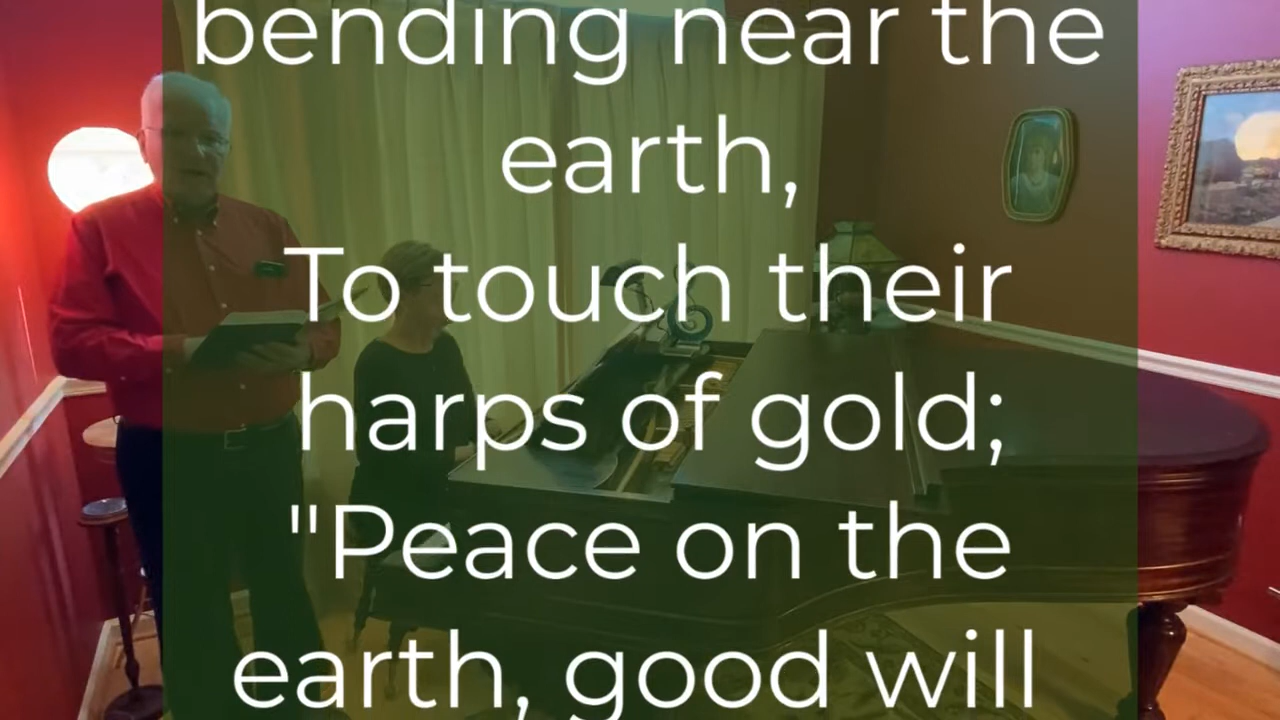 bending near the
earth,
To touch their
harps of gold;
"Peace on the
earth, good will